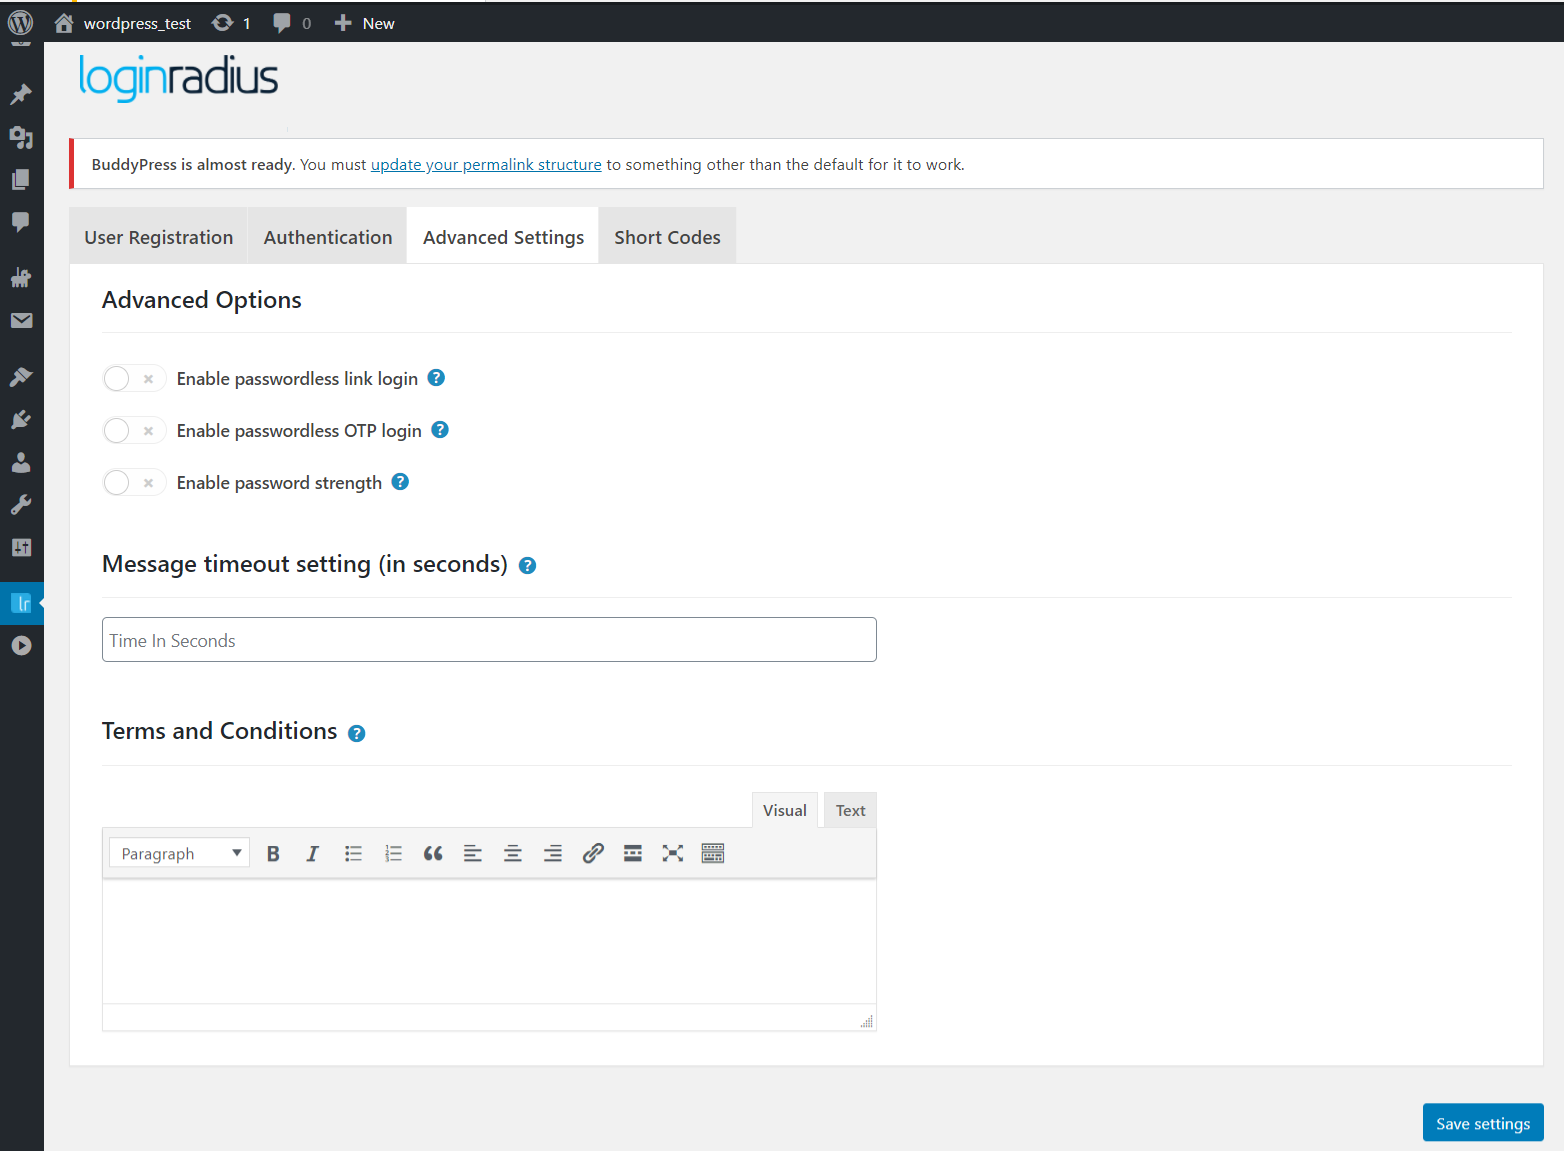 wordpress_test 1 0 New
loginradius
BuddyPress is almost ready. You must update your permalink structure to something other than the default for it to work.
User Registration Authentication Advanced Settings Short Codes
Advanced Options
Enable passwordless link login ?
Enable passwordless OTP login ?
Enable password strength ?
Message timeout setting (in seconds) ?
Time In Seconds
Terms and Conditions ?
Visual Text
Paragraph B I
lr
Save settings